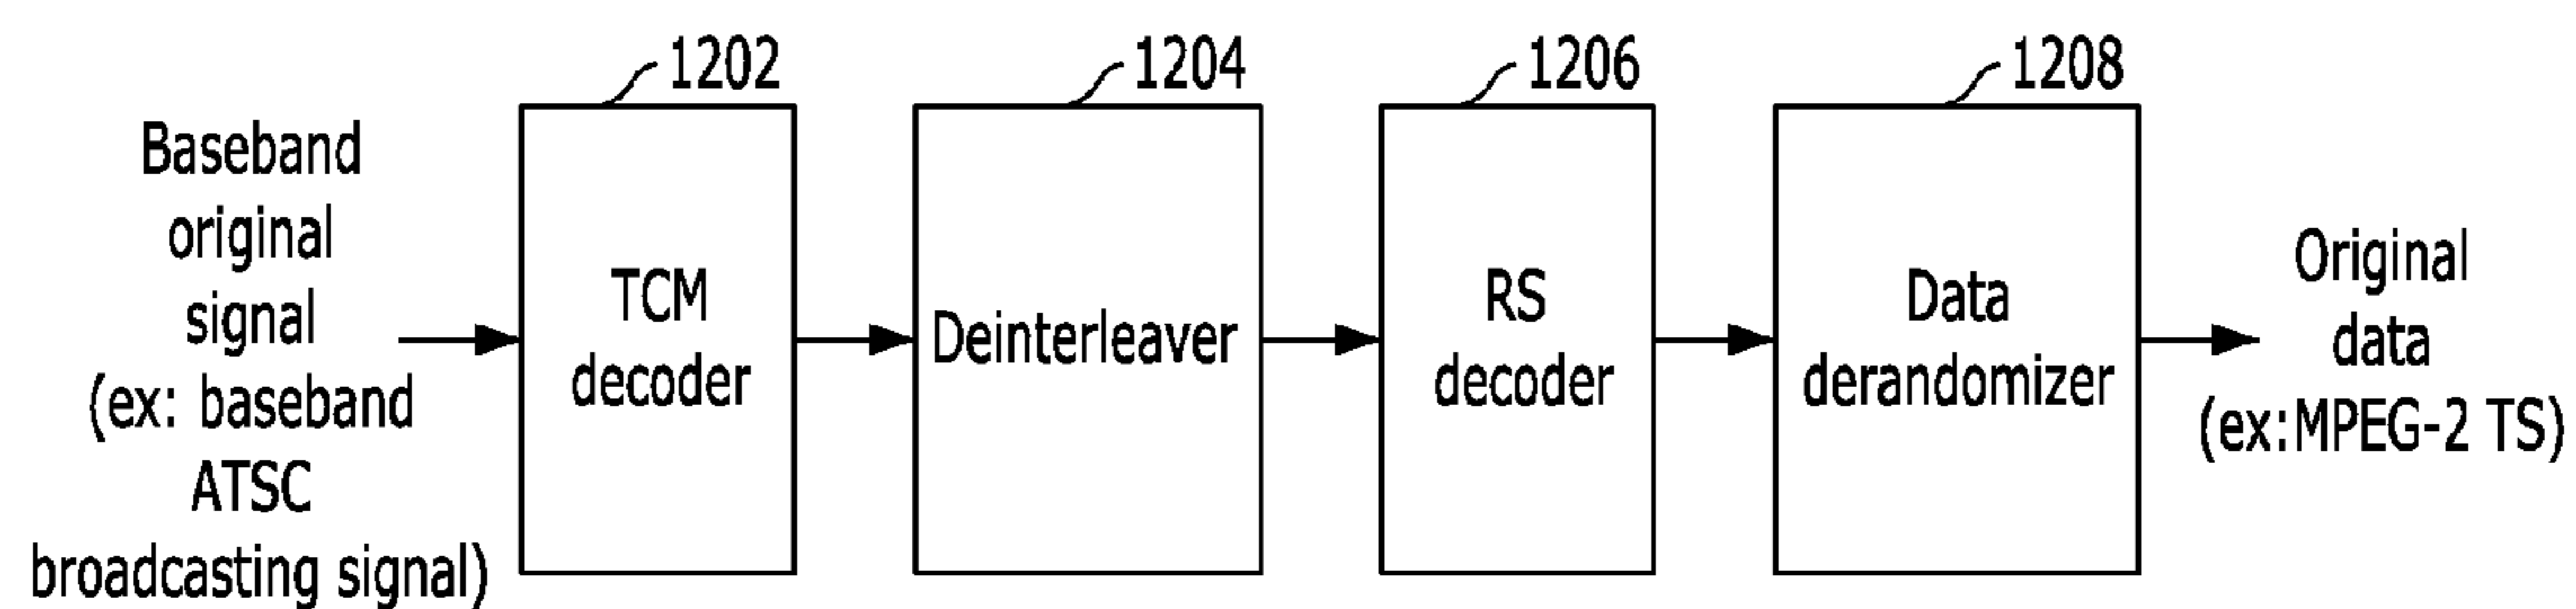 1202
1204
1206
1208
Baseband
original
signal
(ex: baseband
ATSC
broadcasting signal)
TCM
decoder
Deinterleaver
RS
decoder
Data
derandomizer
Original
data
(ex:MPEG-2 TS)